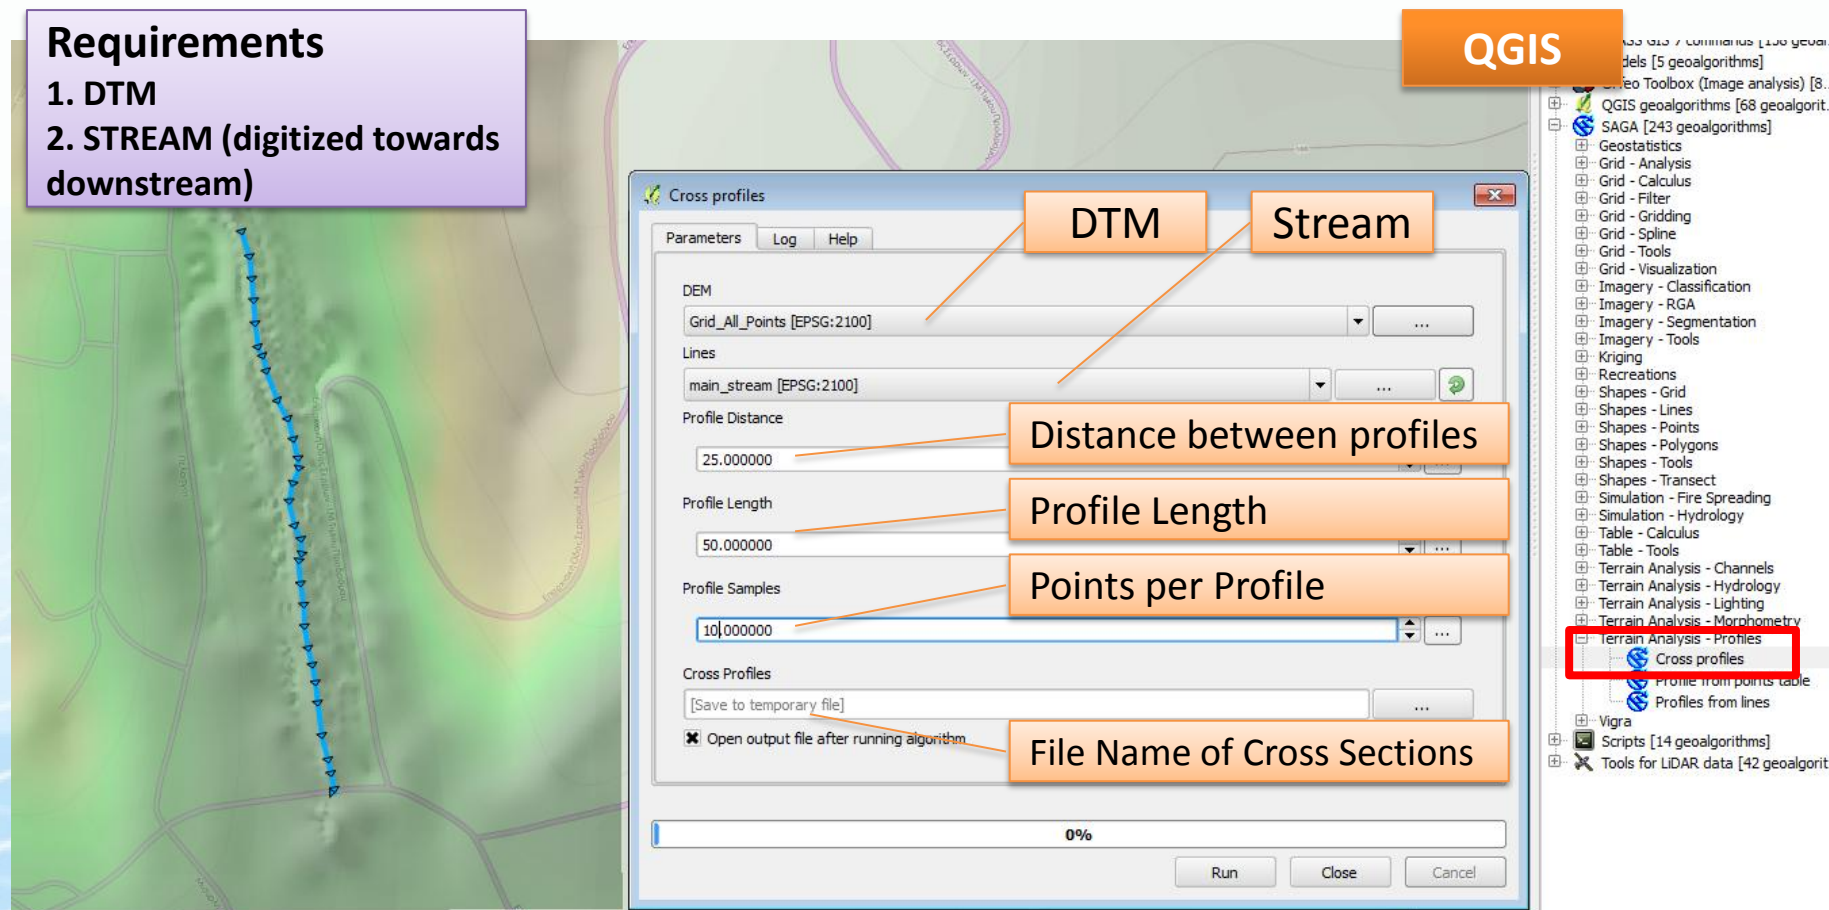 Requirements
1. DTM
2. STREAM (digitized towards
downstream)
QGIS
Cross profiles
Parameters
Log
Help
DTM
Stream
DEM
Grid_All_Points [EPSG:2100]
...
Lines
main_stream [EPSG:2100]
...
Profile Distance
Distance between profiles
25.000000
...
Profile Length
Profile Length
50.000000
...
Profile Samples
Points per Profile
10.000000
...
Cross Profiles
[Save to temporary file]
...
Open output file after running algorithm
File Name of Cross Sections
0%
Run
Close
Cancel
dels [5 geoalgorithms]
Toolbox (Image analysis) [8...
QGIS geoalgorithms [68 geoalgorit...
SAGA [243 geoalgorithms]
Geostatistics
Grid - Analysis
Grid - Calculus
Grid - Filter
Grid - Gridding
Grid - Spline
Grid - Tools
Grid - Visualization
Imagery - Classification
Imagery - RGA
Imagery - Segmentation
Imagery - Tools
Kriging
Recreations
Shapes - Grid
Shapes - Lines
Shapes - Points
Shapes - Polygons
Shapes - Tools
Shapes - Transect
Simulation - Fire Spreading
Simulation - Hydrology
Table - Calculus
Table - Tools
Terrain Analysis - Channels
Terrain Analysis - Hydrology
Terrain Analysis - Lighting
Terrain Analysis - Morphometry
Terrain Analysis - Profiles
Cross profiles
Profile from points table
Profiles from lines
Vigra
Scripts [14 geoalgorithms]
Tools for LiDAR data [42 geoalgorit